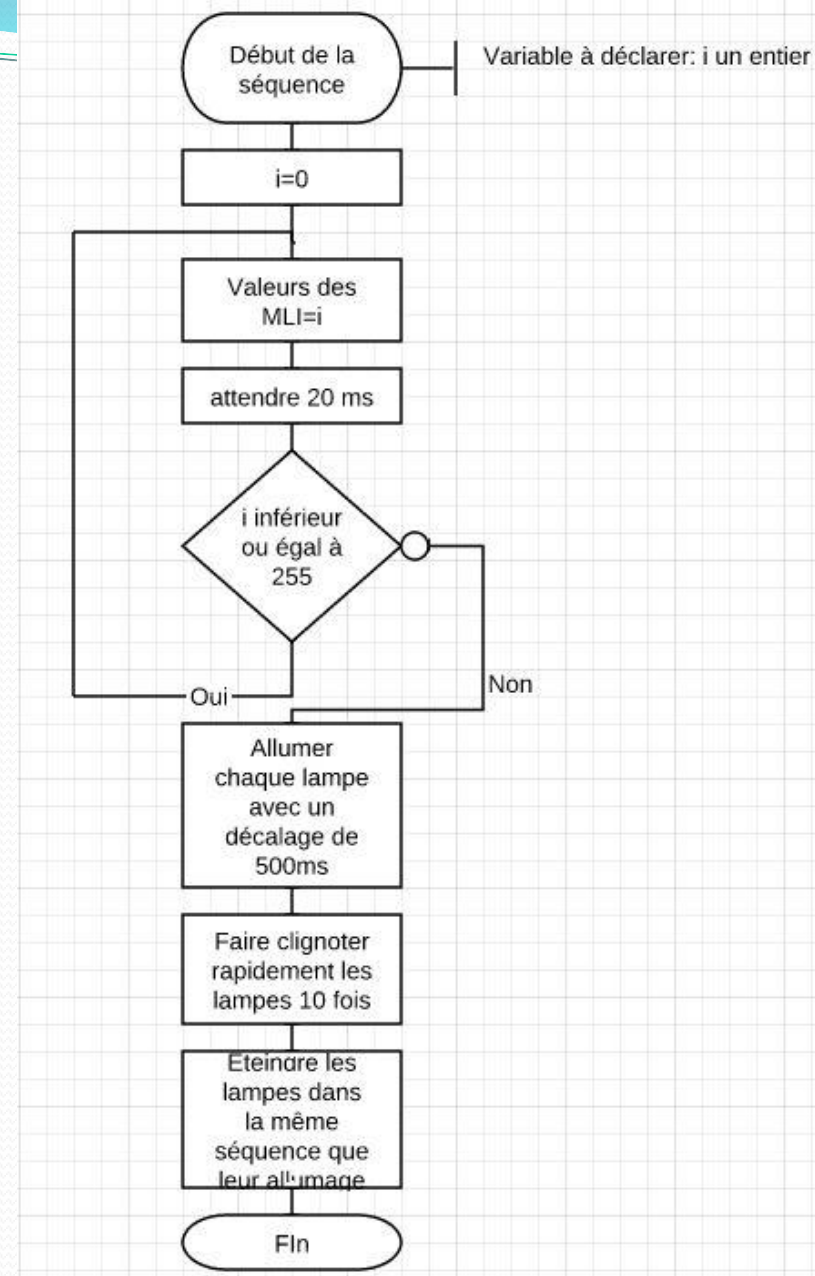 Début de la
séquence
Variable à déclarer: i un entier
i=0
Valeurs des
MLI=i
attendre 20 ms
i inférieur
ou égal à
255
Oui
Non
Allumer
chaque lampe
avec un
décalage de
500ms
Faire clignoter
rapidement les
lampes 10 fois
Eteindre les
lampes dans
la même
séquence que
leur allumage
FIn